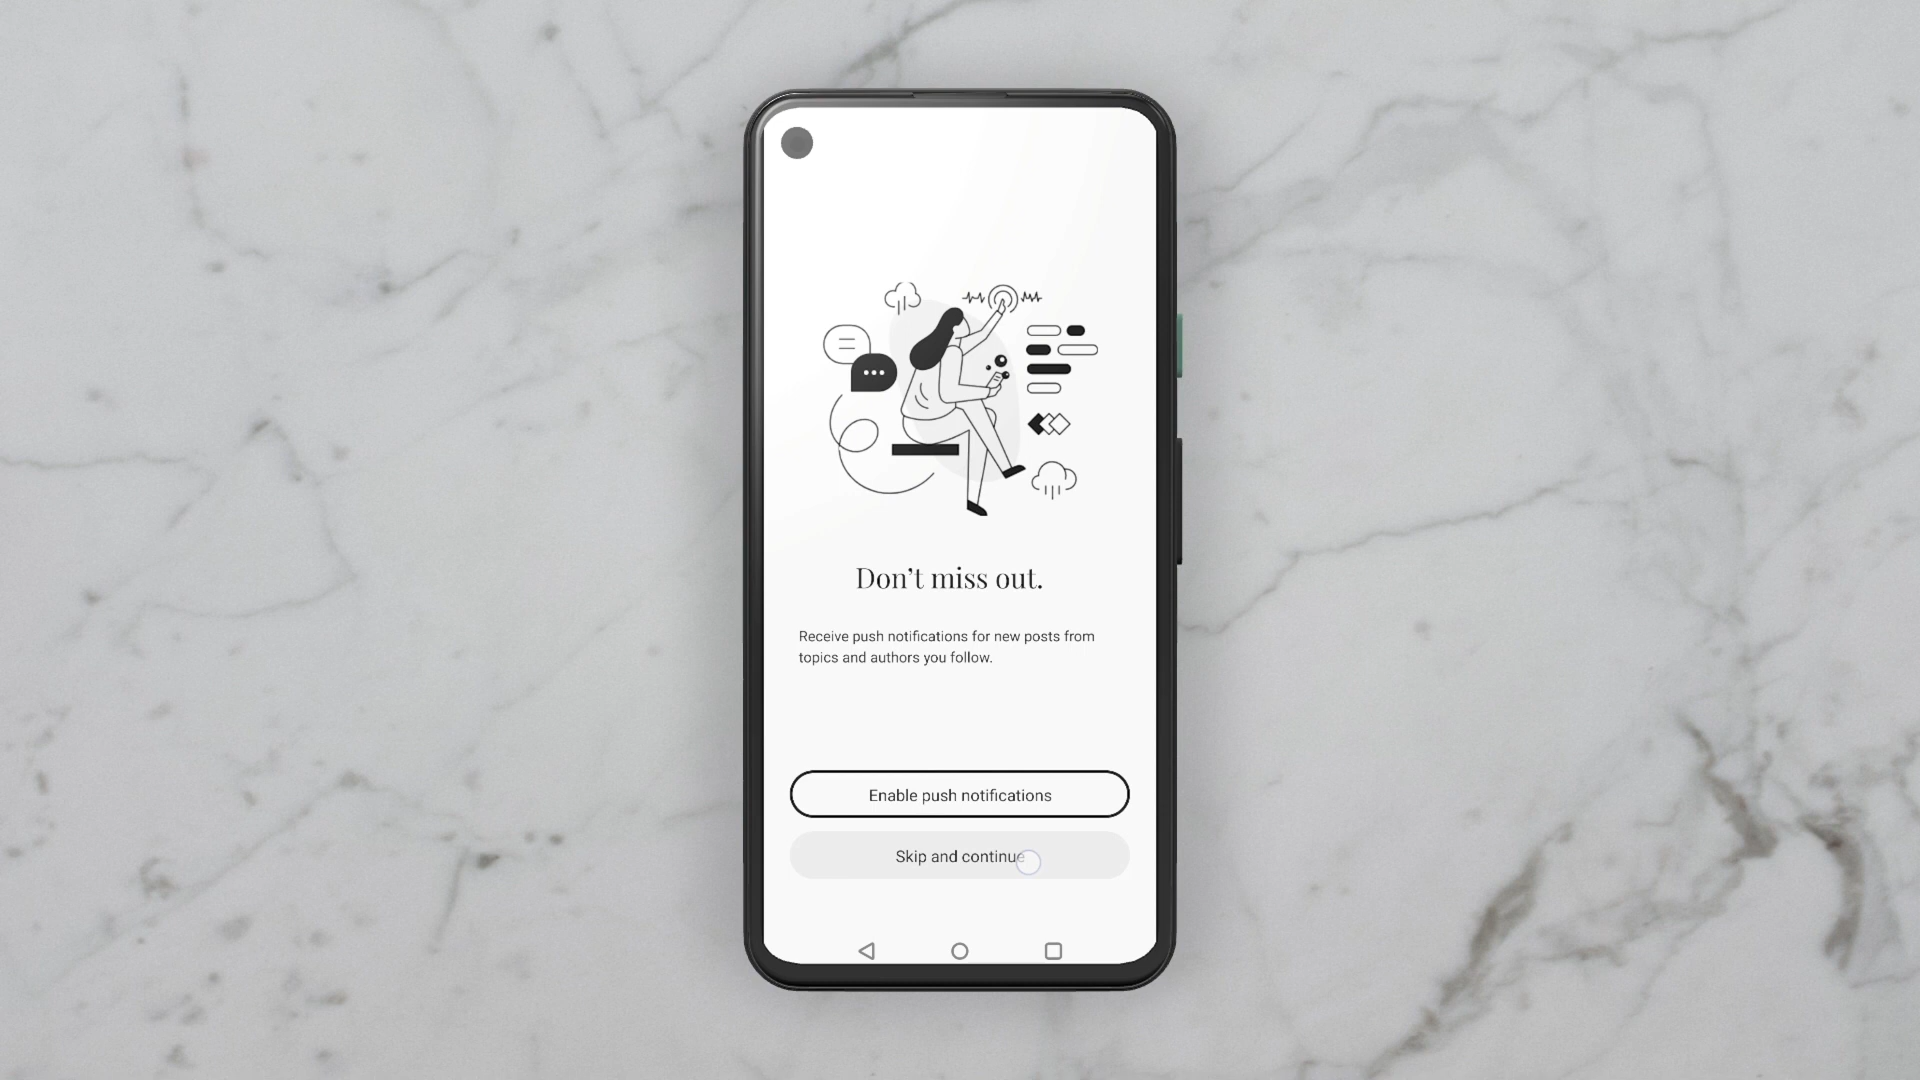 Don’t miss out.
Receive push notifications for new posts from
topics and authors you follow.
Enable push notifications
Skip and continue